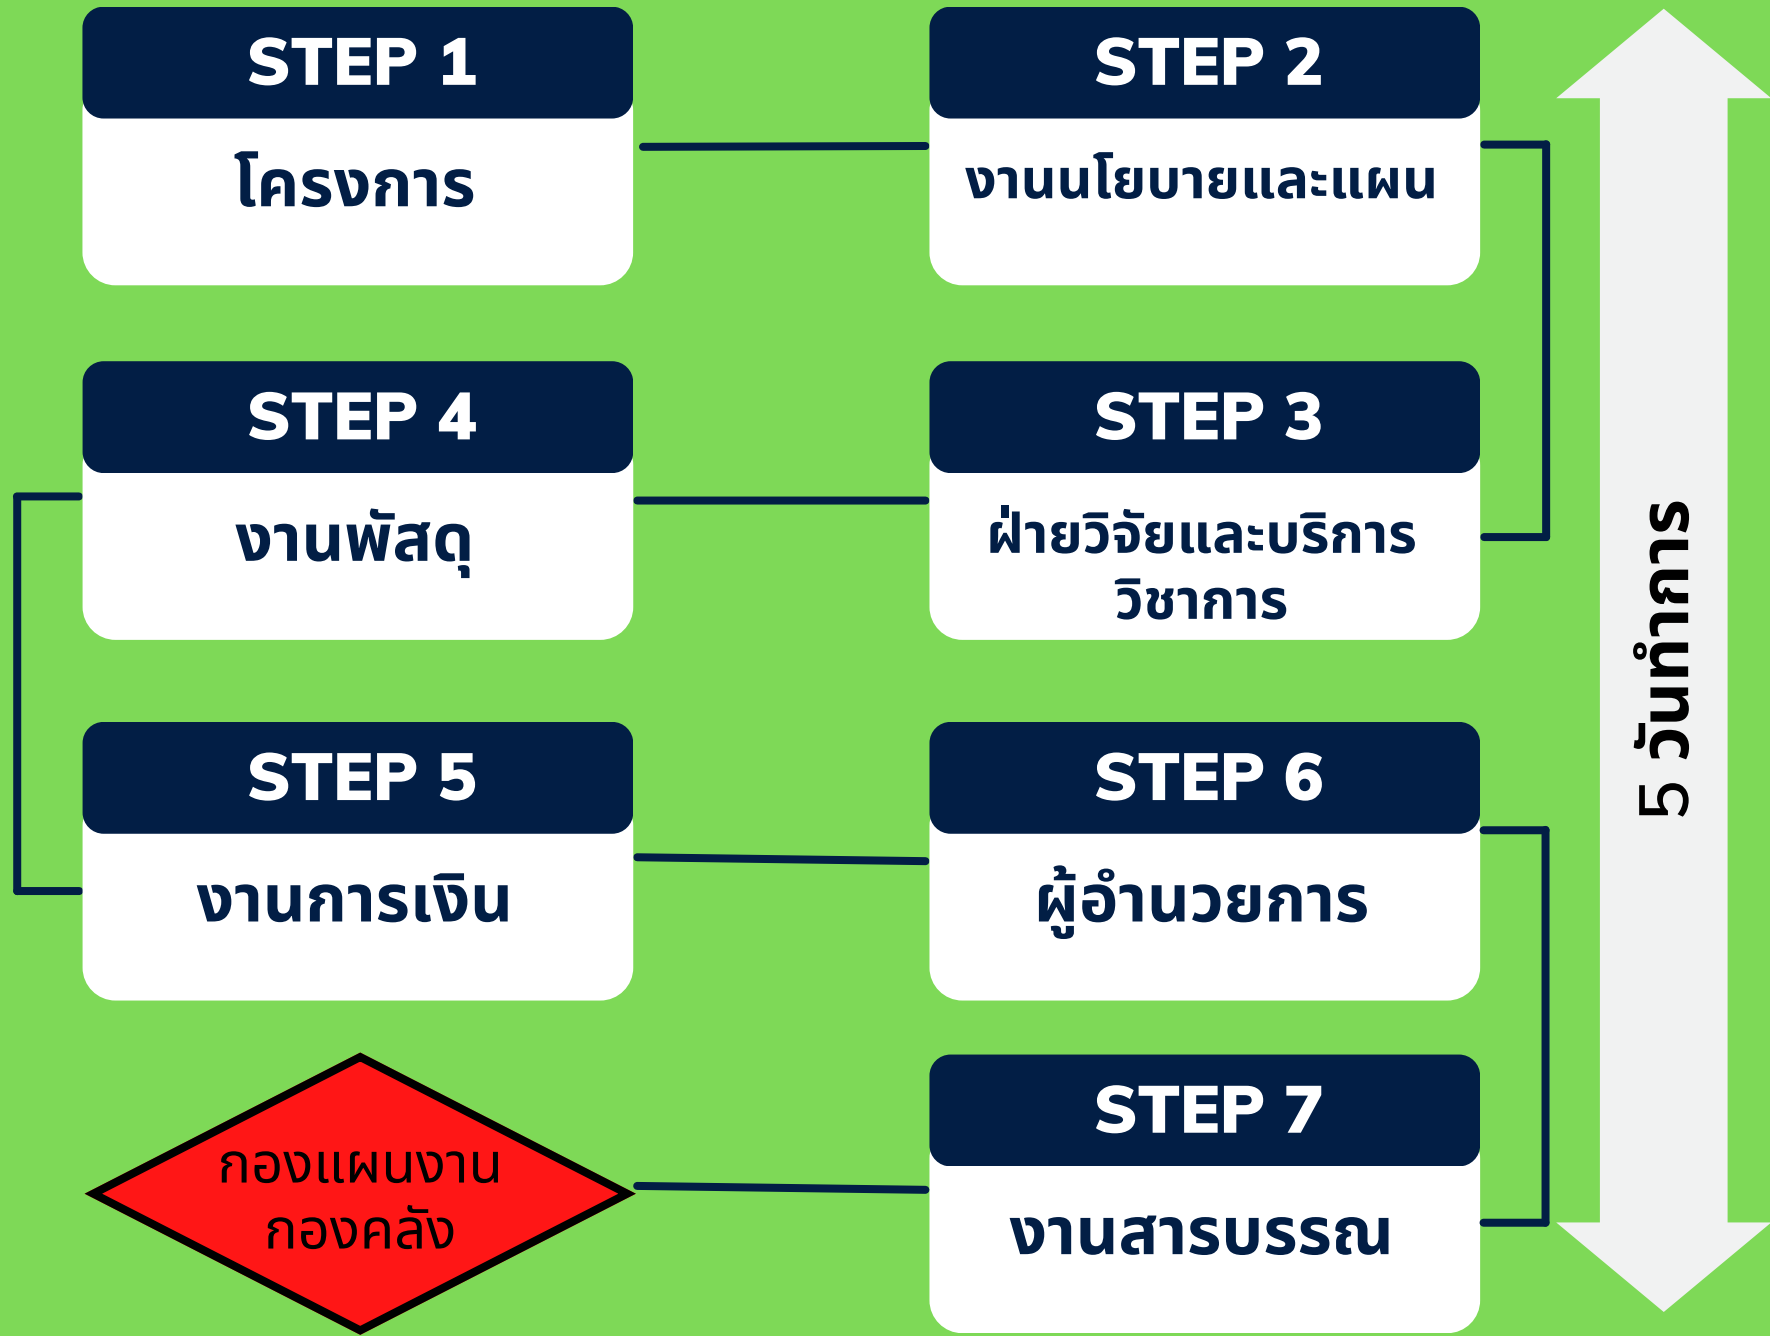 STEP 1
โครงการ
STEP 2
งานนโยบายและแผน
STEP 3
ฝ่ายวิจัยและบริการ
วิชาการ
STEP 4
งานพัสดุ
STEP 5
งานการเงิน
STEP 6
ผู้อำนวยการ
STEP 7
งานสารบรรณ
กองแผนงาน
กองคลัง
5 วันทำการ